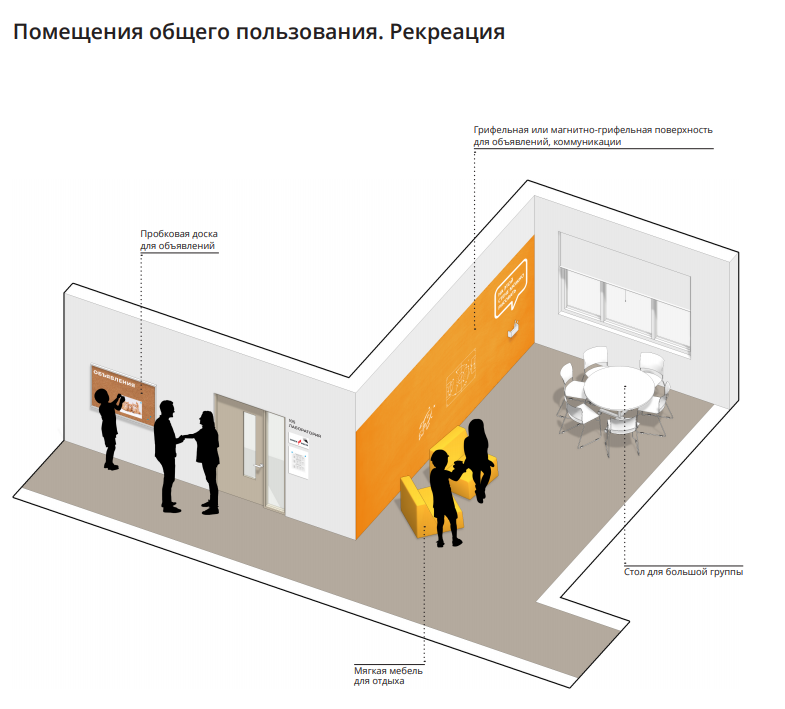 Помещения общего пользования. Рекреация
Грифельная или магнитно-грифельная поверхность
для объявлений, коммуникации
Пробковая доска
для объявлений
ОБЪЯВЛЕНИЯ
ЛАБОРАТОРИЯ
Стол для большой группы
Мягкая мебель
для отдыха